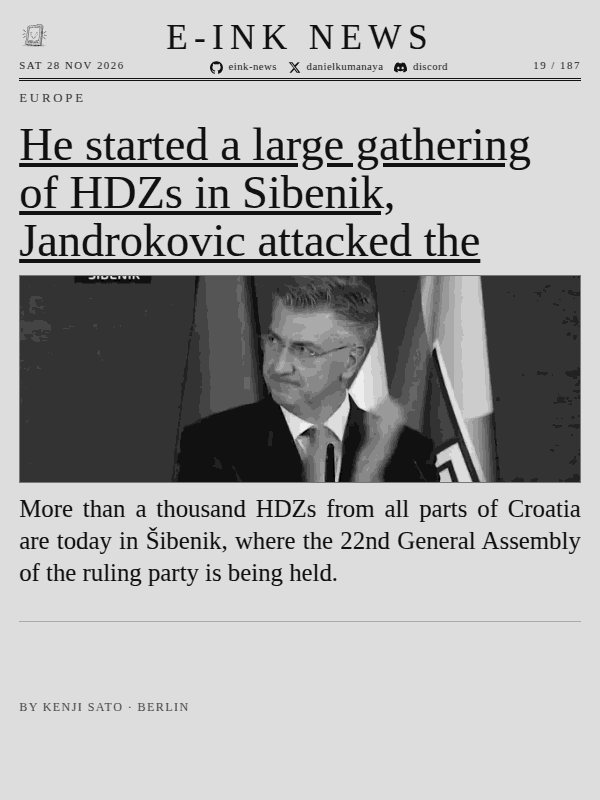 E-INK NEWS
SAT 28 NOV 2026
eink-news
danielkumanaya
discord
19 / 187
EUROPE
He started a large gathering
of HDZs in Sibenik,
Jandrokovic attacked the
More than a thousand HDZs from all parts of Croatia
are today in Šibenik, where the 22nd General Assembly
of the ruling party is being held.
BY KENJI SATO · BERLIN